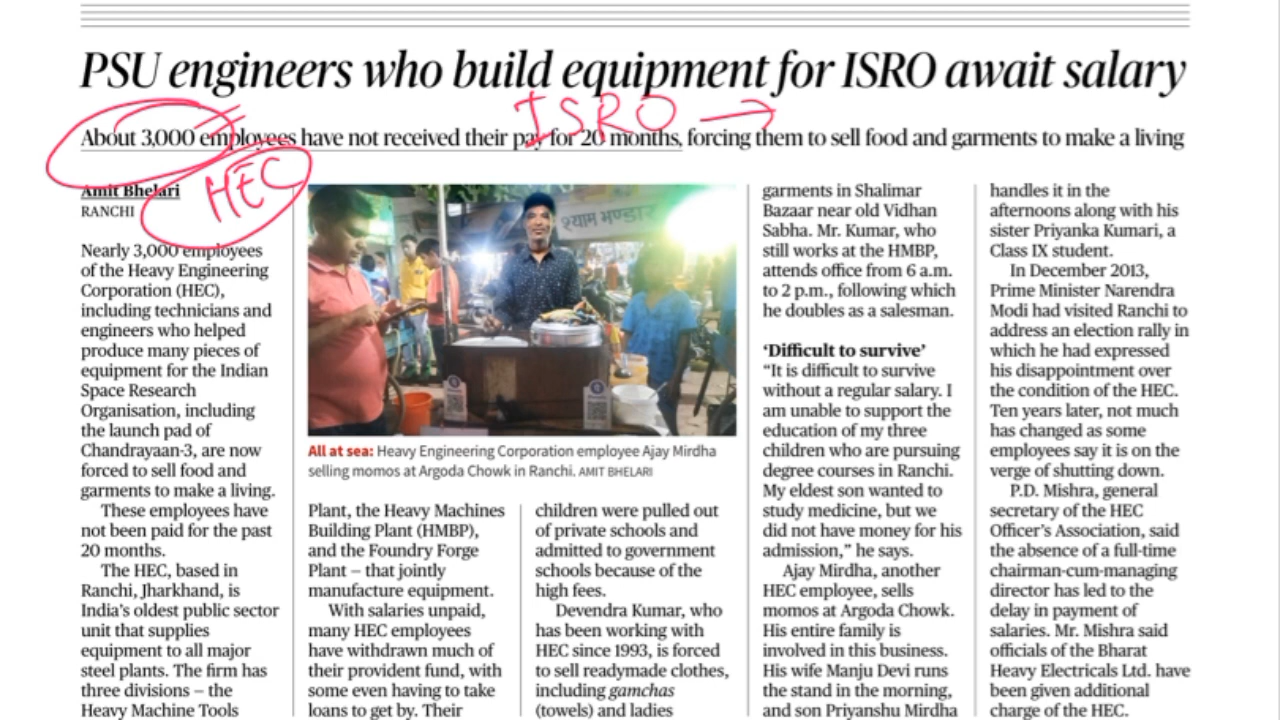 PSU engineers who build equipment for ISRO await salary
ISRO →
About 3,000 employees have not received their pay for 20 months, forcing them to sell food and garments to make a living
HEC
Amit Bhelari
RANCHI
Nearly 3,000 employees
of the Heavy Engineering
Corporation (HEC),
including technicians and
engineers who helped
produce many pieces of
equipment for the Indian
Space Research
Organisation, including
the launch pad of
Chandrayaan-3, are now
forced to sell food and
garments to make a living.
These employees have
not been paid for the past
20 months.
The HEC, based in
Ranchi, Jharkhand, is
India's oldest public sector
unit that supplies
equipment to all major
steel plants. The firm has
three divisions – the
Heavy Machine Tools
श्याम भण्डार
All at sea: Heavy Engineering Corporation employee Ajay Mirdha
selling momos at Argoda Chowk in Ranchi. AMIT BHELARI
Plant, the Heavy Machines
Building Plant (HMBP),
and the Foundry Forge
Plant – that jointly
manufacture equipment.
With salaries unpaid,
many HEC employees
have withdrawn much of
their provident fund, with
some even having to take
loans to get by. Their
children were pulled out
of private schools and
admitted to government
schools because of the
high fees.
Devendra Kumar, who
has been working with
HEC since 1993, is forced
to sell readymade clothes,
including gamchas
(towels) and ladies
garments in Shalimar
Bazaar near old Vidhan
Sabha. Mr. Kumar, who
still works at the HMBP,
attends office from 6 a.m.
to 2 p.m., following which
he doubles as a salesman.
'Difficult to survive'
"It is difficult to survive
without a regular salary. I
am unable to support the
education of my three
children who are pursuing
degree courses in Ranchi.
My eldest son wanted to
study medicine, but we
did not have money for his
admission," he says.
Ajay Mirdha, another
HEC employee, sells
momos at Argoda Chowk.
His entire family is
involved in this business.
His wife Manju Devi runs
the stand in the morning,
and son Priyanshu Mirdha
handles it in the
afternoons along with his
sister Priyanka Kumari, a
Class IX student.
In December 2013,
Prime Minister Narendra
Modi had visited Ranchi to
address an election rally in
which he had expressed
his disappointment over
the condition of the HEC.
Ten years later, not much
has changed as some
employees say it is on the
verge of shutting down.
P.D. Mishra, general
secretary of the HEC
Officer's Association, said
the absence of a full-time
chairman-cum-managing
director has led to the
delay in payment of
salaries. Mr. Mishra said
officials of the Bharat
Heavy Electricals Ltd. have
been given additional
charge of the HEC.